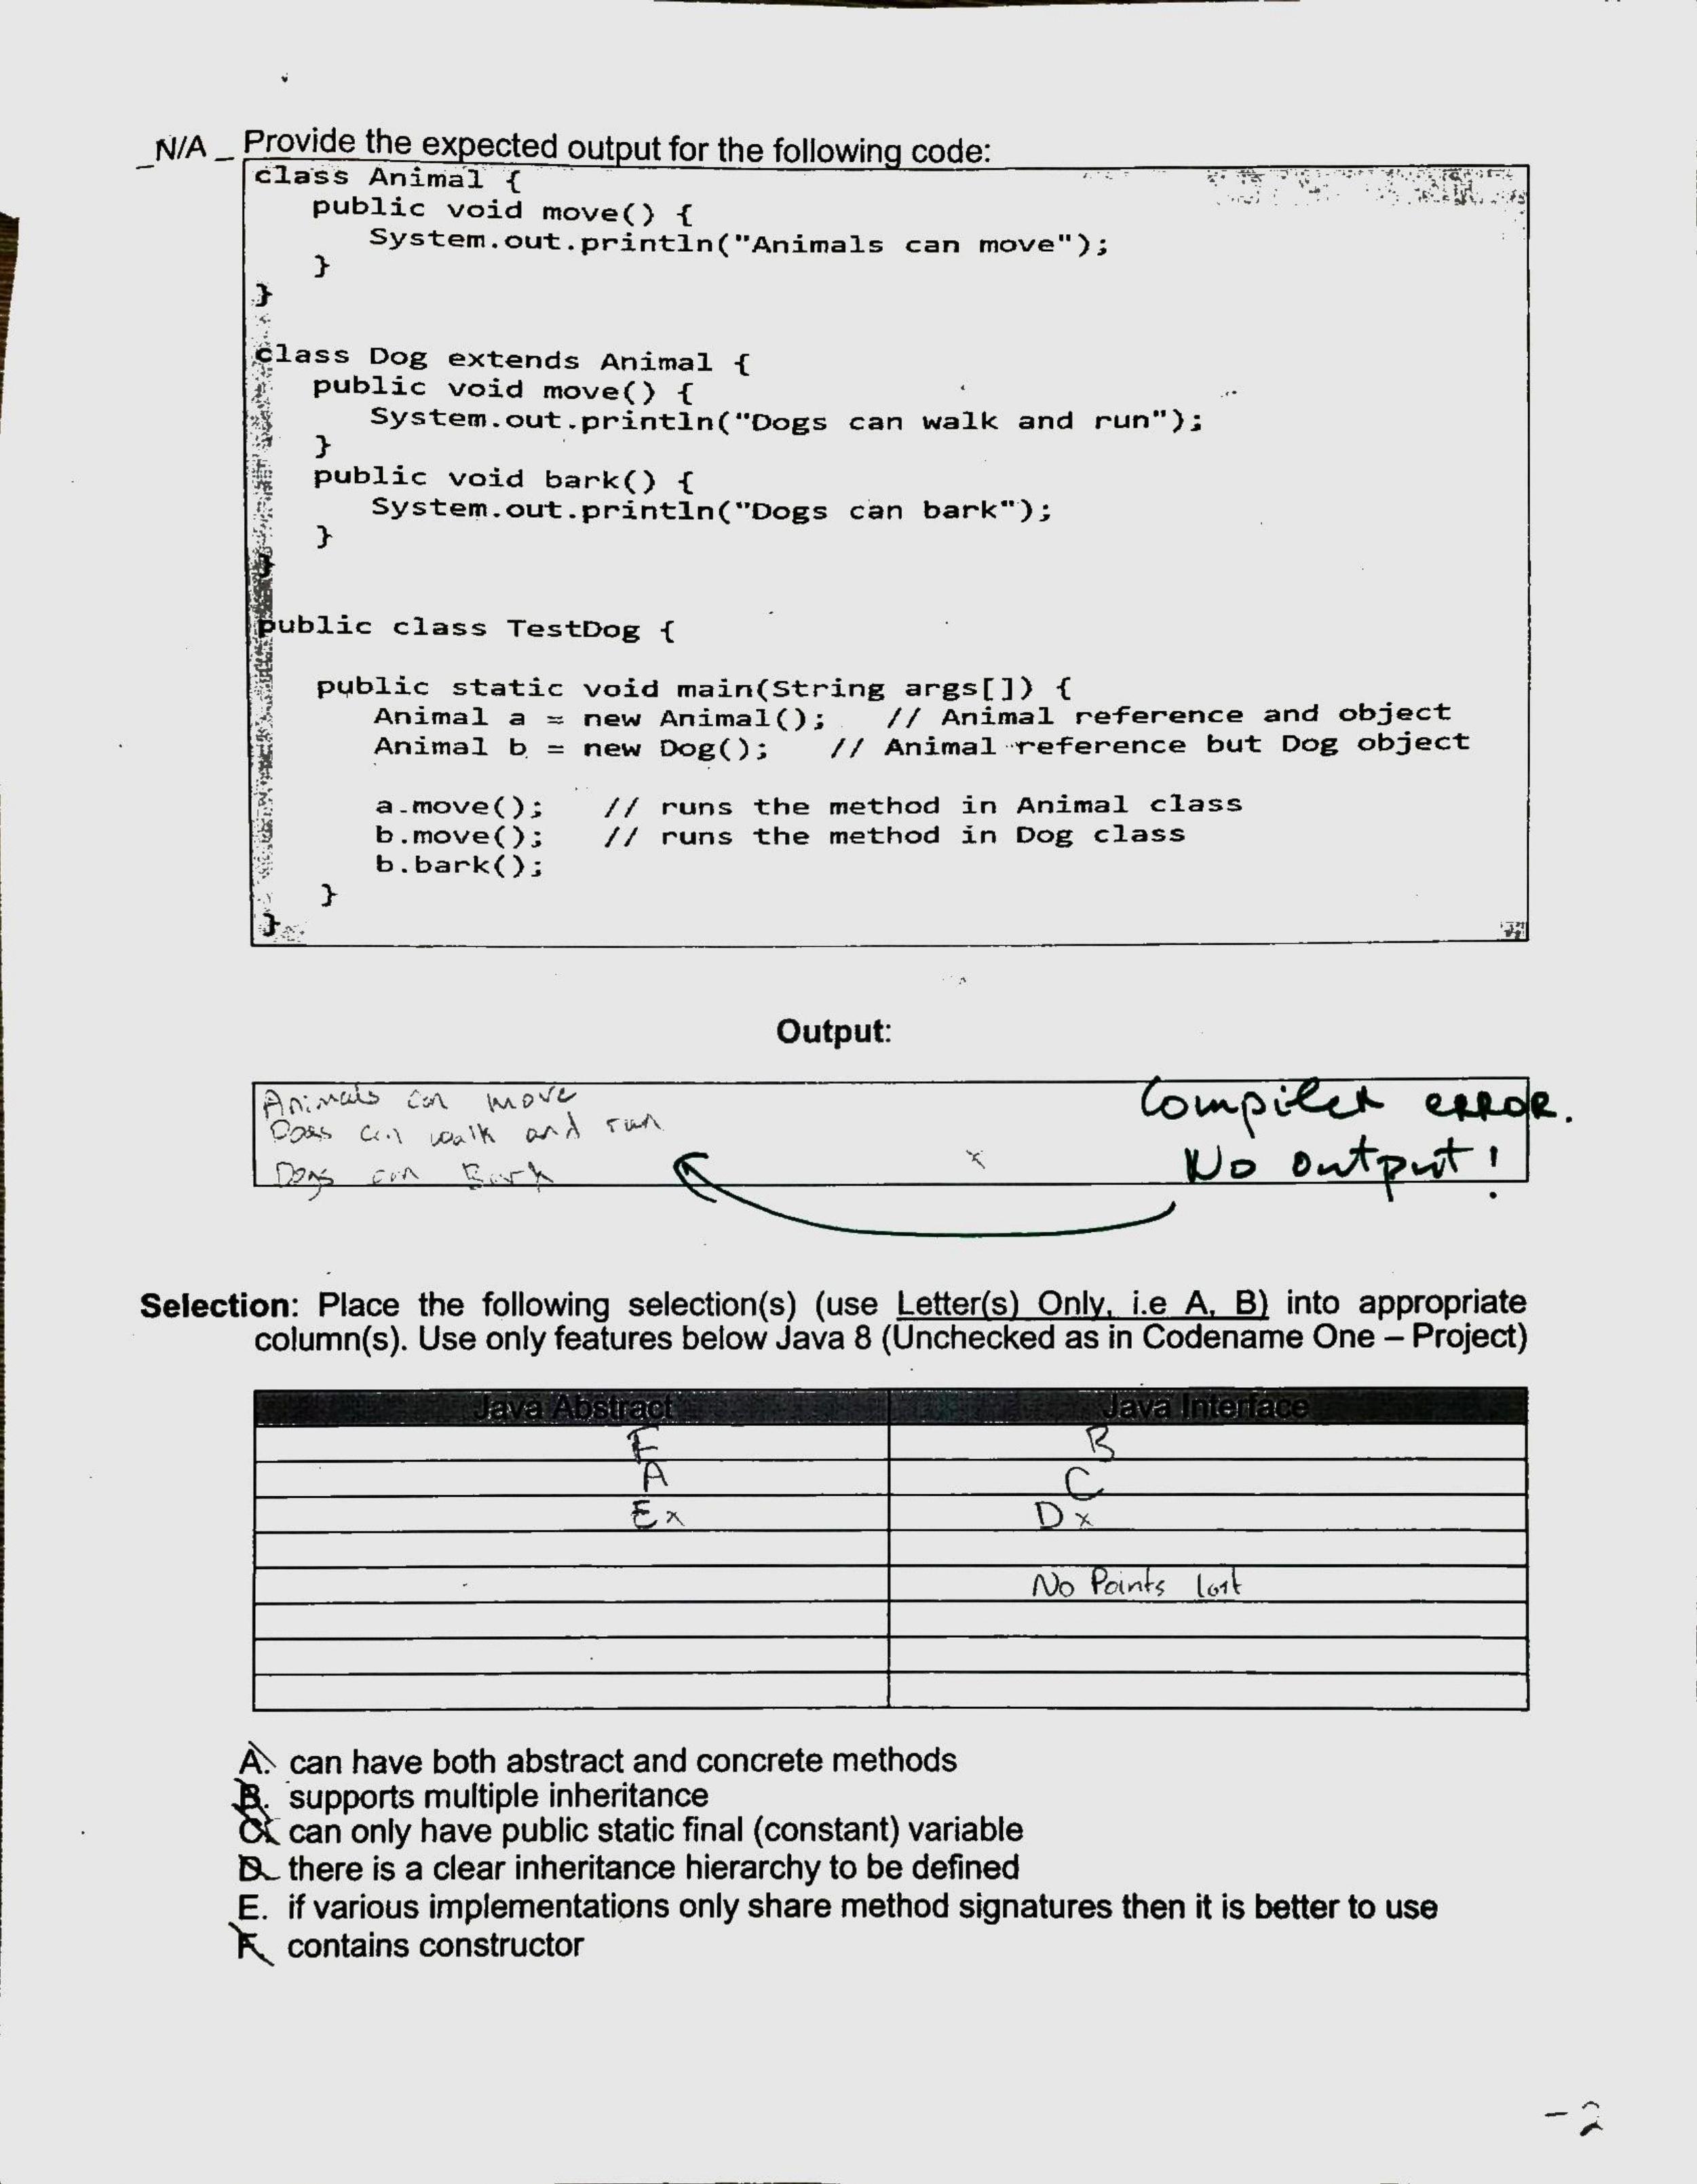 _N/A_ Provide the expected output for the following code:
class Animal {
public void move() {
System.out.println("Animals can move");
}
}
class Dog extends Animal {
public void move() {
System.out.println("Dogs can walk and run");
}
public void bark() {
System.out.println("Dogs can bark");
}
}
public class TestDog {
public static void main(String args[]) {
Animal a = new Animal(); // Animal reference and object
Animal b = new Dog(); // Animal reference but Dog object
a.move(); // runs the method in Animal class
b.move(); // runs the method in Dog class
b.bark();
}
}
Output:
Animals can move
Dogs can walk and run
Dogs can Bark
x
Compiler error.
No output!
Selection: Place the following selection(s) (use Letter(s) Only, i.e A, B) into appropriate
column(s). Use only features below Java 8 (Unchecked as in Codename One – Project)
Java Abstract Java Interface
F B
A C
E x D x
No Points lost
A. can have both abstract and concrete methods
B. supports multiple inheritance
C. can only have public static final (constant) variable
D. there is a clear inheritance hierarchy to be defined
E. if various implementations only share method signatures then it is better to use
F. contains constructor
-2